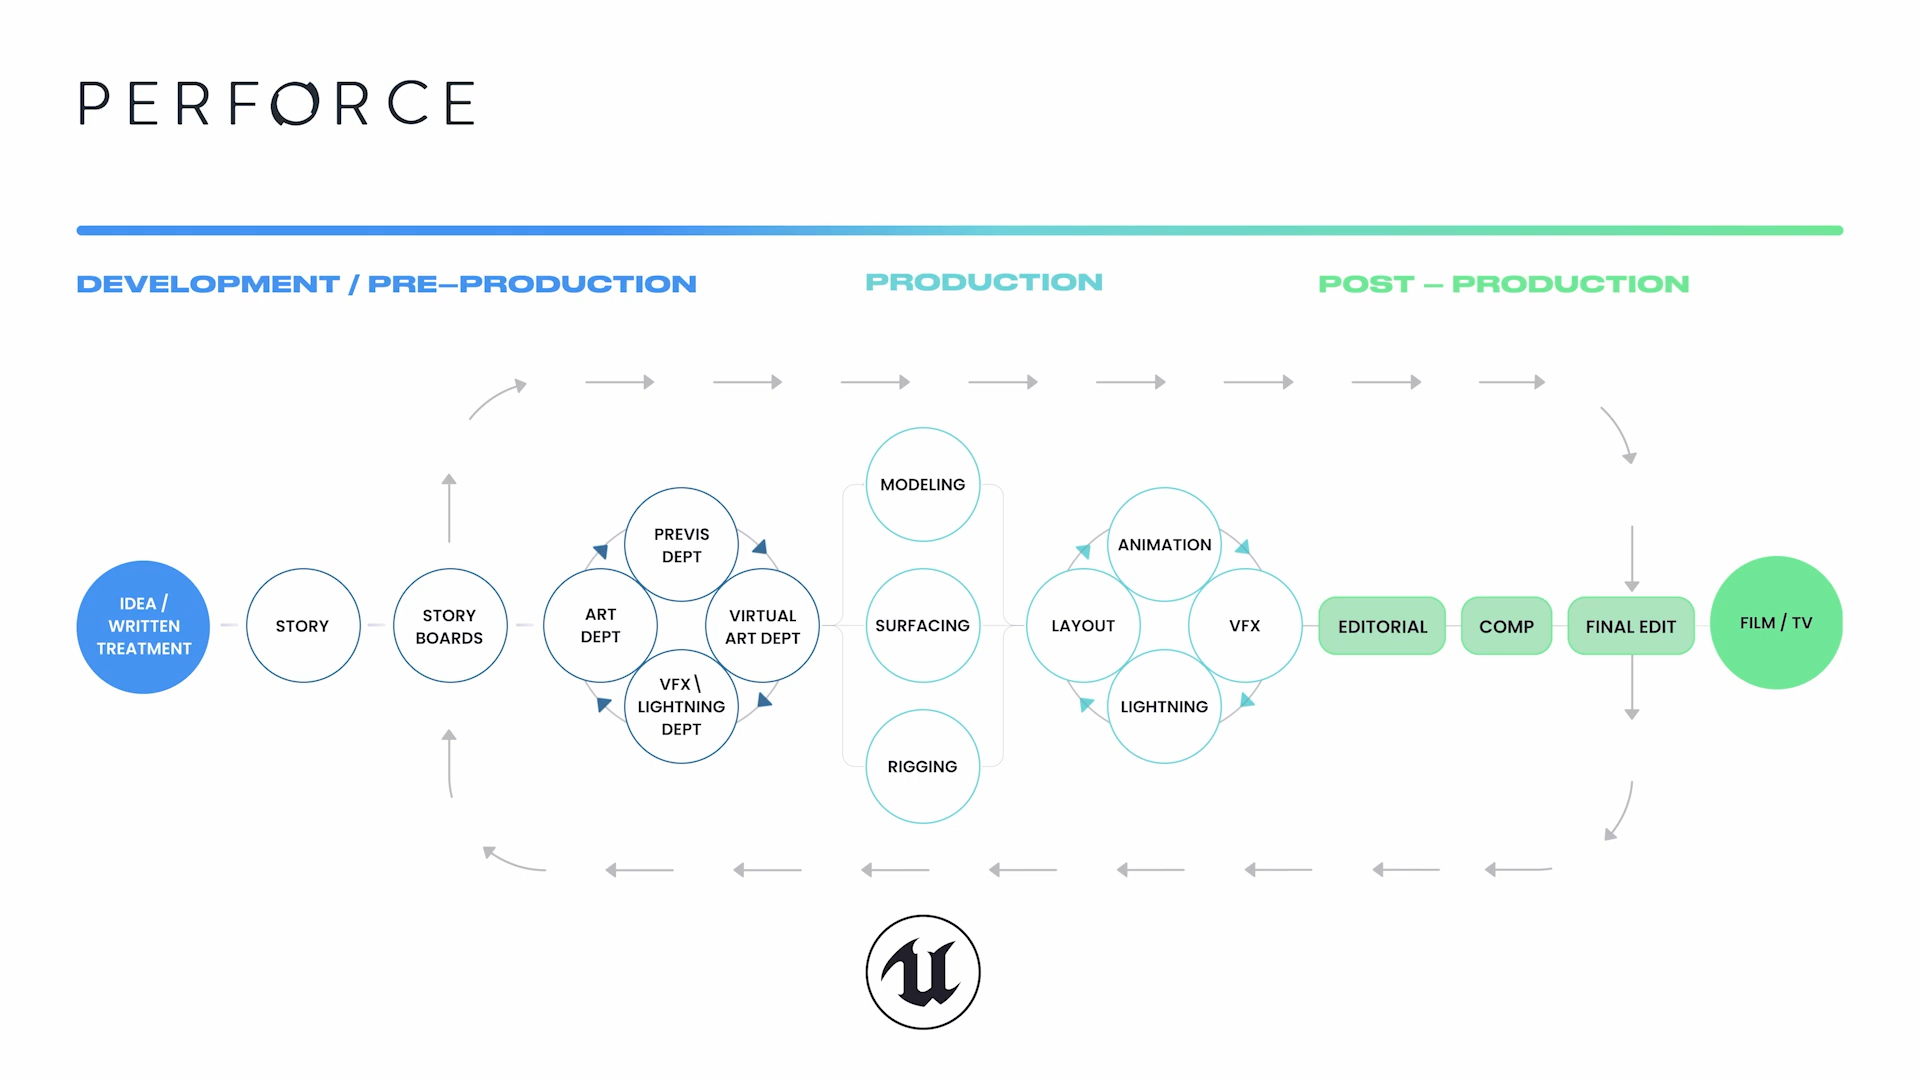 PERFORCE
DEVELOPMENT / PRE–PRODUCTION
PRODUCTION
POST – PRODUCTION
IDEA /
WRITTEN
TREATMENT
STORY
STORY
BOARDS
ART
DEPT
PREVIS
DEPT
VIRTUAL
ART DEPT
VFX\
LIGHTNING
DEPT
MODELING
SURFACING
RIGGING
LAYOUT
ANIMATION
VFX
LIGHTNING
EDITORIAL
COMP
FINAL EDIT
FILM / TV